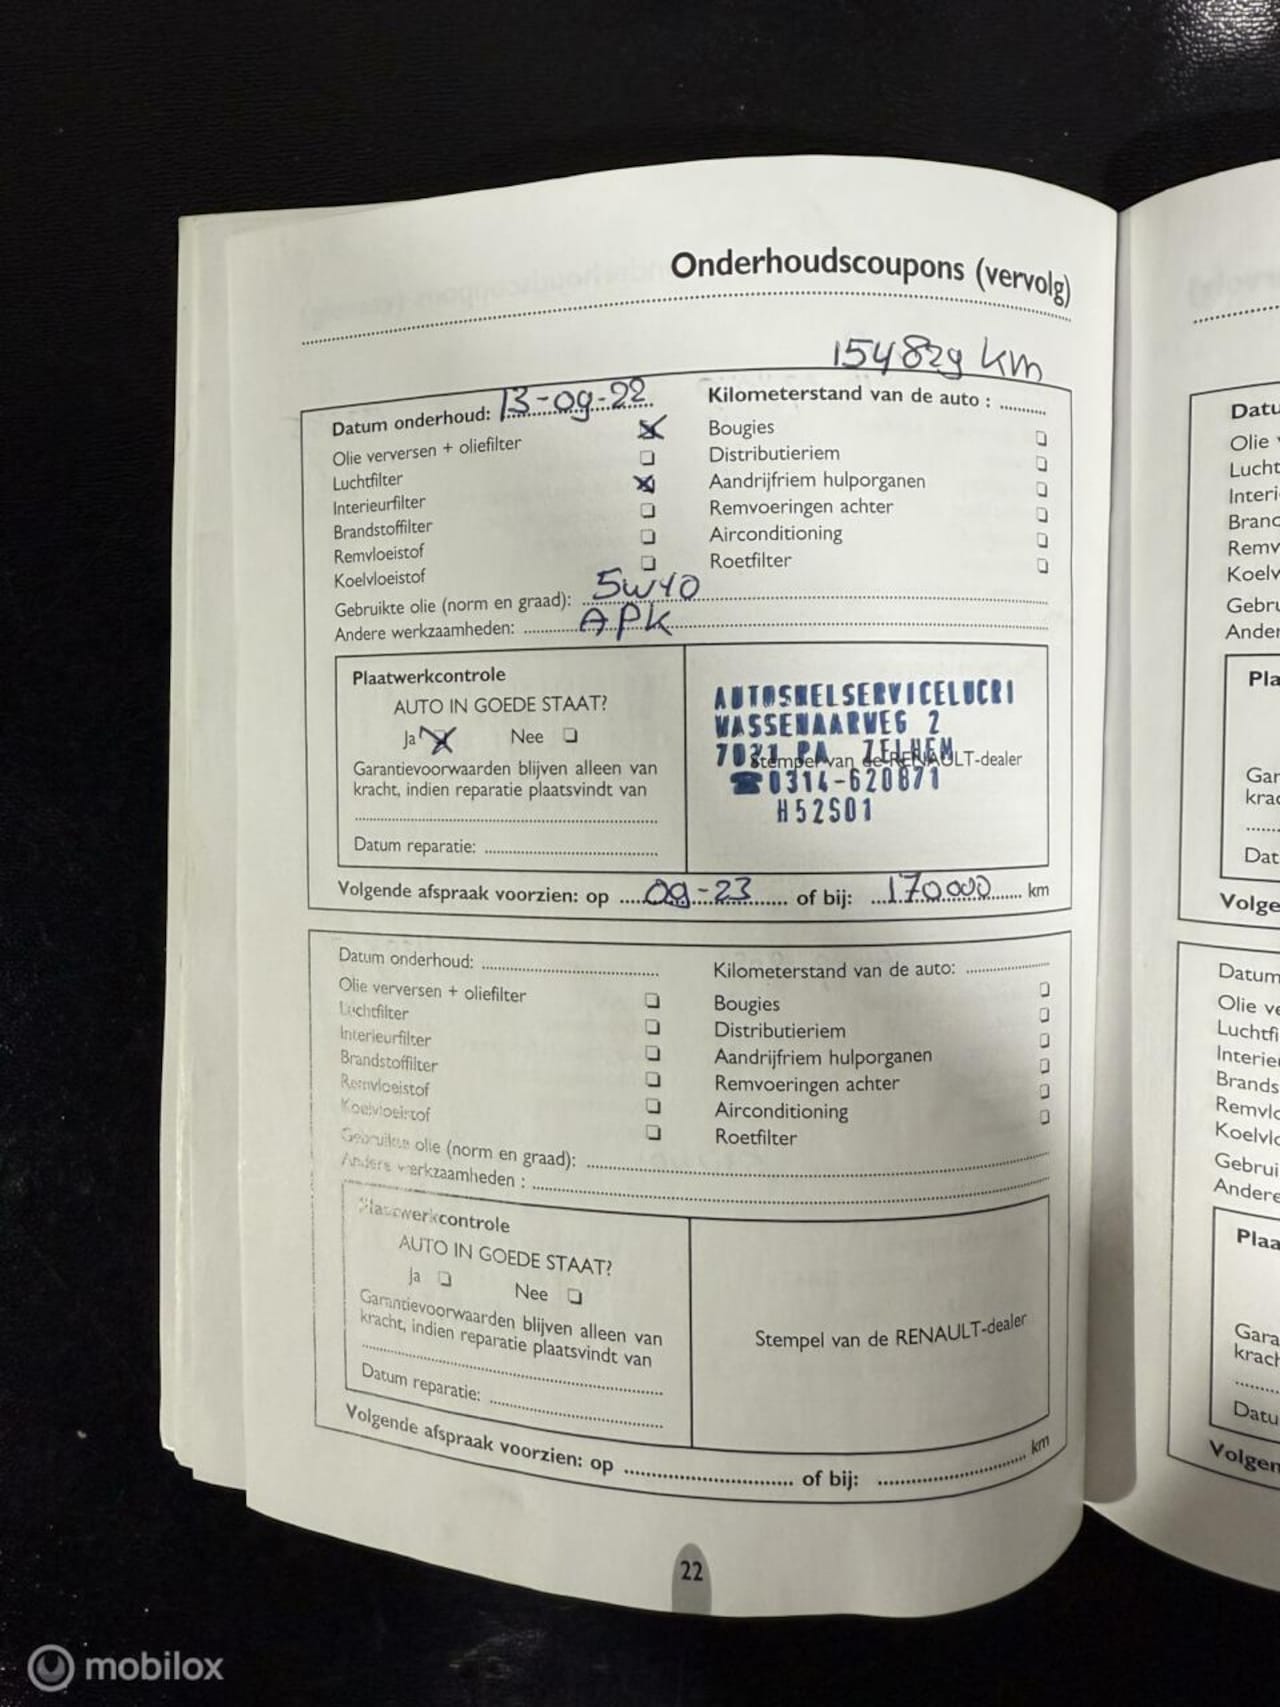 Onderhoudscoupons (vervolg)
154829 km
Datum onderhoud: 13-09-22
Kilometerstand van de auto :
Olie verversen + oliefilter
Bougies
Luchtfilter
Distributieriem
Interieurfilter
Aandrijfriem hulporganen
Brandstoffilter
Remvoeringen achter
Remvloeistof
Airconditioning
Koelvloeistof
Roetfilter
Gebruikte olie (norm en graad): 5W40
Andere werkzaamheden: APK
Plaatwerkcontrole
AUTO IN GOEDE STAAT?
Ja Nee
Garantievoorwaarden blijven alleen van
kracht, indien reparatie plaatsvindt van
Datum reparatie:
AUTOSNELSERVICELUCRI
WASSENAARWEG 2
7021 PA ZELHEM
Stempel van de RENAULT-dealer
☎0314-620871
H52S01
Volgende afspraak voorzien: op 09-23 of bij: 170000 km
Datum onderhoud:
Kilometerstand van de auto:
Olie verversen + oliefilter
Bougies
Luchtfilter
Distributieriem
Interieurfilter
Aandrijfriem hulporganen
Brandstoffilter
Remvoeringen achter
Remvloeistof
Airconditioning
Koelvloeistof
Roetfilter
Gebruikte olie (norm en graad):
Andere werkzaamheden :
Plaatwerkcontrole
AUTO IN GOEDE STAAT?
Ja Nee
Garantievoorwaarden blijven alleen van
kracht, indien reparatie plaatsvindt van
Datum reparatie:
Stempel van de RENAULT-dealer
Volgende afspraak voorzien: op of bij: km
22
mobilox